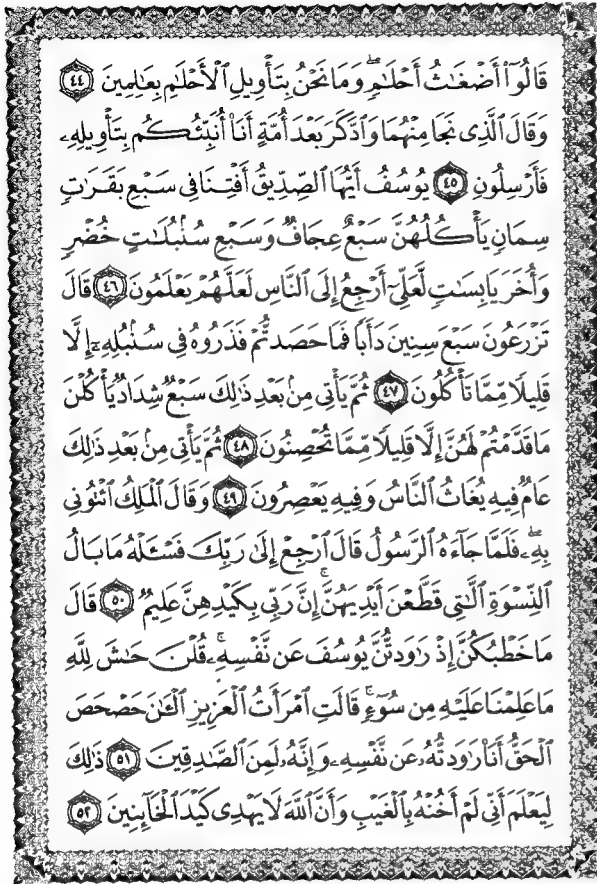 قَالُوٓا۟ أَضْغَٰثُ أَحْلَٰمٍۖ وَمَا نَحْنُ بِتَأْوِيلِ ٱلْأَحْلَٰمِ بِعَٰلِمِينَ ٤٤
وَقَالَ ٱلَّذِى نَجَا مِنْهُمَا وَٱدَّكَرَ بَعْدَ أُمَّةٍ أَنَا۠ أُنَبِّئُكُم بِتَأْوِيلِهِۦ
فَأَرْسِلُونِ ٤٥ يُوسُفُ أَيُّهَا ٱلصِّدِّيقُ أَفْتِنَا فِى سَبْعِ بَقَرَٰتٍ
سِمَانٍ يَأْكُلُهُنَّ سَبْعٌ عِجَافٌ وَسَبْعِ سُنۢبُلَٰتٍ خُضْرٍ
وَأُخَرَ يَابِسَٰتٍ لَّعَلِّىٓ أَرْجِعُ إِلَى ٱلنَّاسِ لَعَلَّهُمْ يَعْلَمُونَ ٤٦ قَالَ
تَزْرَعُونَ سَبْعَ سِنِينَ دَأَبًا فَمَا حَصَدتُّمْ فَذَرُوهُ فِى سُنۢبُلِهِۦٓ إِلَّا
قَلِيلًا مِّمَّا تَأْكُلُونَ ٤٧ ثُمَّ يَأْتِى مِنۢ بَعْدِ ذَٰلِكَ سَبْعٌ شِدَادٌ يَأْكُلْنَ
مَا قَدَّمْتُمْ لَهُنَّ إِلَّا قَلِيلًا مِّمَّا تُحْصِنُونَ ٤٨ ثُمَّ يَأْتِى مِنۢ بَعْدِ ذَٰلِكَ
عَامٌ فِيهِ يُغَاثُ ٱلنَّاسُ وَفِيهِ يَعْصِرُونَ ٤٩ وَقَالَ ٱلْمَلِكُ ٱئْتُونِى
بِهِۦۖ فَلَمَّا جَآءَهُ ٱلرَّسُولُ قَالَ ٱرْجِعْ إِلَىٰ رَبِّكَ فَسْـَٔلْهُ مَا بَالُ
ٱلنِّسْوَةِ ٱلَّٰتِى قَطَّعْنَ أَيْدِيَهُنَّۚ إِنَّ رَبِّى بِكَيْدِهِنَّ عَلِيمٌ ٥٠ قَالَ
مَا خَطْبُكُنَّ إِذْ رَٰوَدتُّنَّ يُوسُفَ عَن نَّفْسِهِۦۚ قُلْنَ حَٰشَ لِلَّهِ
مَا عَلِمْنَا عَلَيْهِ مِن سُوٓءٍۚ قَالَتِ ٱمْرَأَتُ ٱلْعَزِيزِ ٱلْـَٰٔنَ حَصْحَصَ
ٱلْحَقُّ أَنَا۠ رَٰوَدتُّهُۥ عَن نَّفْسِهِۦ وَإِنَّهُۥ لَمِنَ ٱلصَّٰدِقِينَ ٥١ ذَٰلِكَ
لِيَعْلَمَ أَنِّى لَمْ أَخُنْهُ بِٱلْغَيْبِ وَأَنَّ ٱللَّهَ لَا يَهْدِى كَيْدَ ٱلْخَآئِنِينَ ٥٢